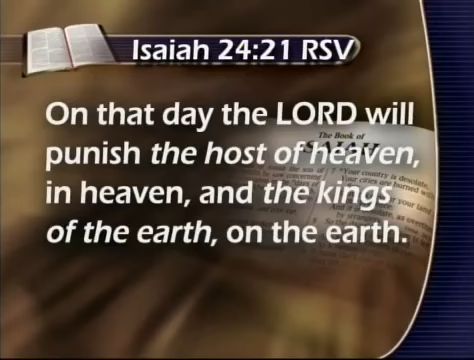 Isaiah 24:21 RSV
On that day the LORD will
punish the host of heaven,
in heaven, and the kings
of the earth, on the earth.
The Book of
ISAIAH